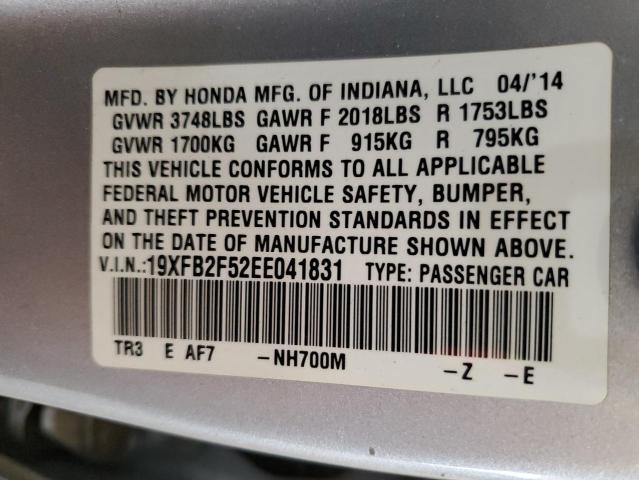 MFD. BY HONDA MFG. OF INDIANA, LLC 04/'14
GVWR 3748LBS GAWR F 2018LBS R 1753LBS
GVWR 1700KG GAWR F 915KG R 795KG
THIS VEHICLE CONFORMS TO ALL APPLICABLE
FEDERAL MOTOR VEHICLE SAFETY, BUMPER,
AND THEFT PREVENTION STANDARDS IN EFFECT
ON THE DATE OF MANUFACTURE SHOWN ABOVE.
V.I.N.:19XFB2F52EE041831 TYPE: PASSENGER CAR
TR3 E AF7 -NH700M -Z -E